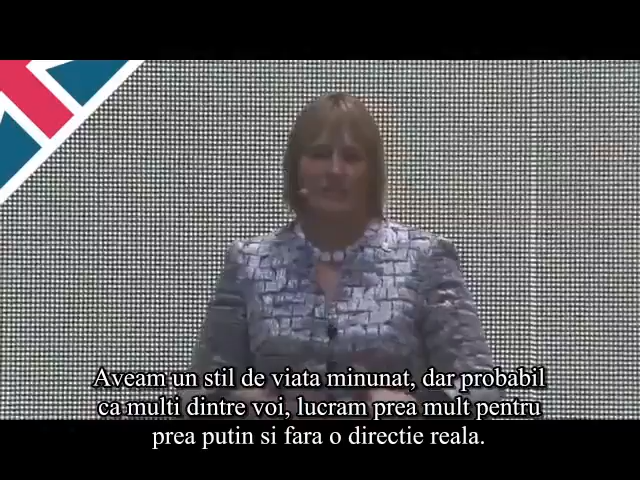 Aveam un stil de viata minunat, dar probabil
ca multi dintre voi, lucram prea mult pentru
prea putin si fara o directie reala.